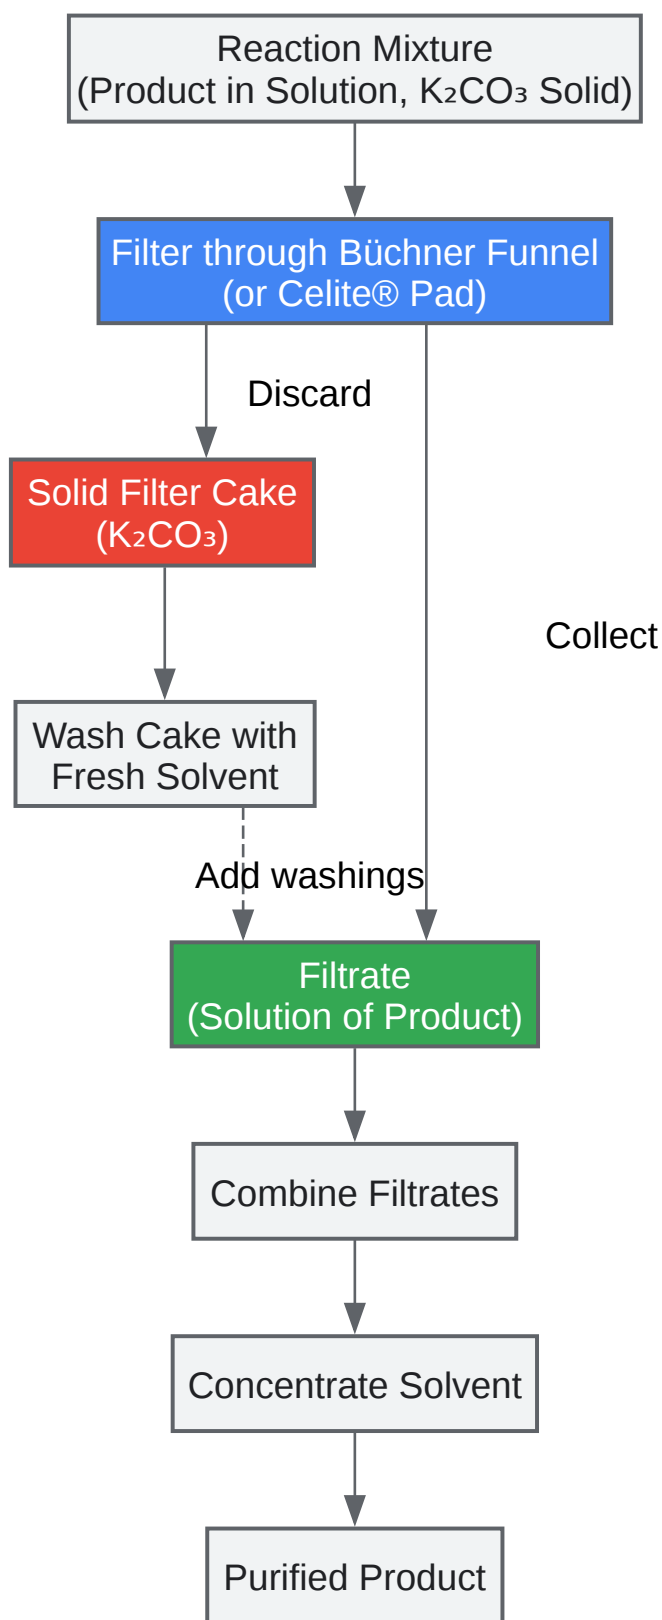 Reaction Mixture
(Product in Solution, K₂CO₃ Solid)
Filter through Büchner Funnel
(or Celite® Pad)
Discard
Solid Filter Cake
(K₂CO₃)
Collect
Wash Cake with
Fresh Solvent
Add washings
Filtrate
(Solution of Product)
Combine Filtrates
Concentrate Solvent
Purified Product